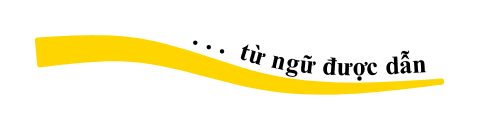 ... từ ngữ được dẫn